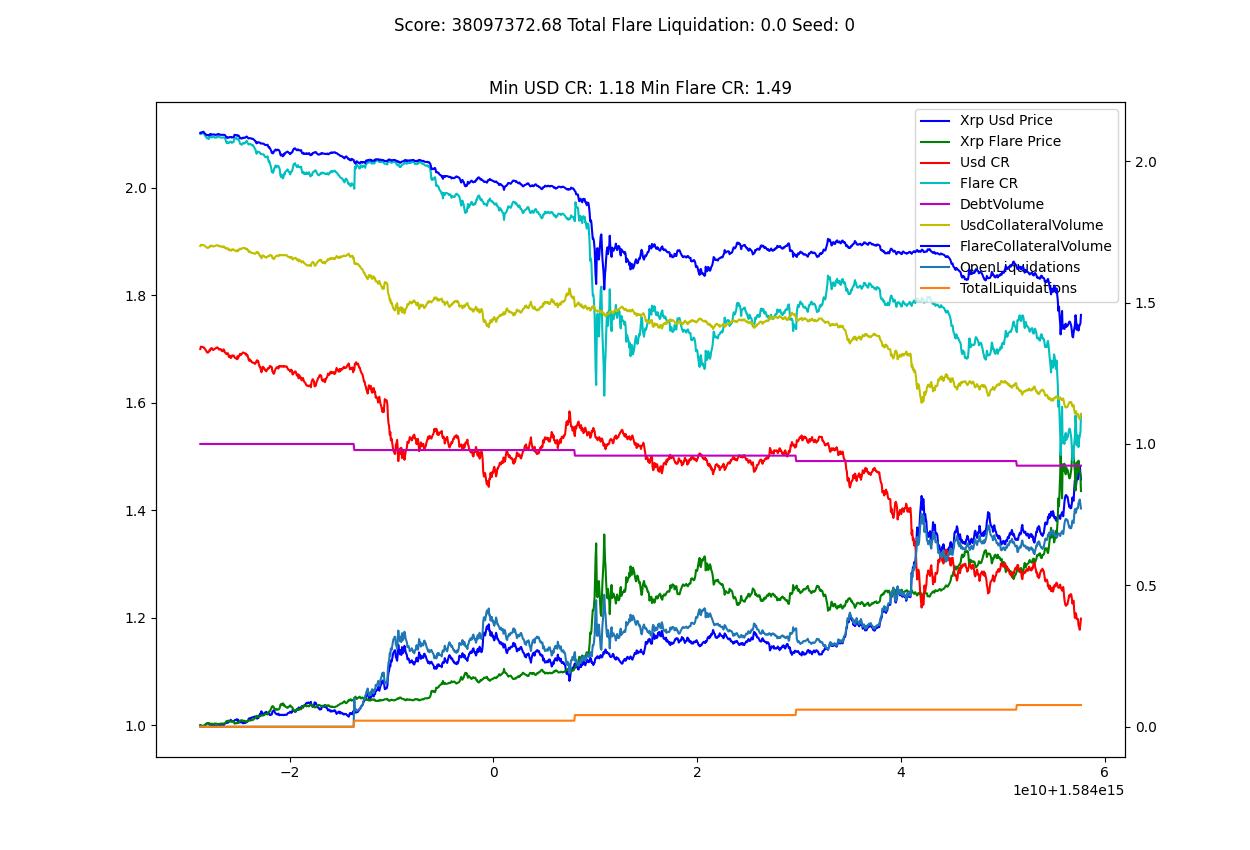 Score: 38097372.68 Total Flare Liquidation: 0.0 Seed: 0
Min USD CR: 1.18 Min Flare CR: 1.49
Xrp Usd Price
Xrp Flare Price
Usd CR
Flare CR
DebtVolume
UsdCollateralVolume
FlareCollateralVolume
OpenLiquidations
TotalLiquidations
2.0
1.8
1.6
1.4
1.2
1.0
2.0
1.5
1.0
0.5
0.0
−2
0
2
4
6
1e10+1.584e15